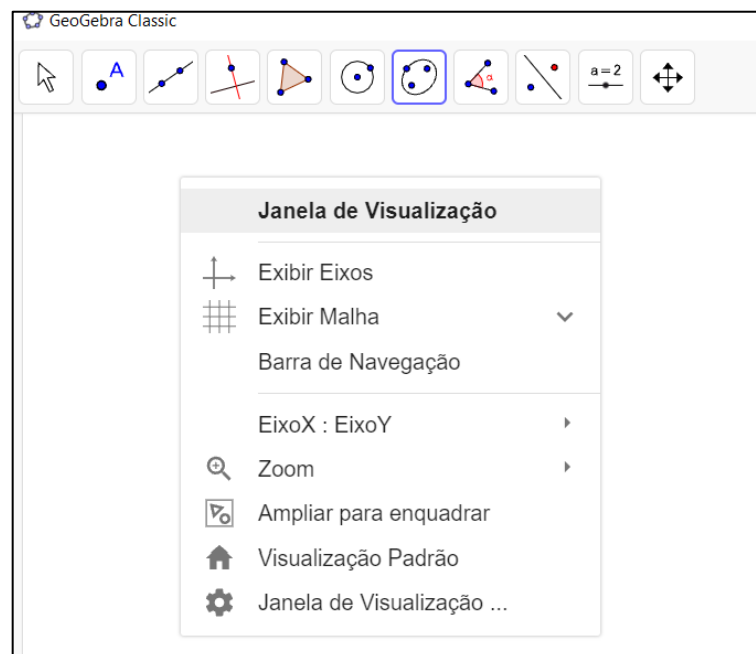 GeoGebra Classic
A
α
a=2
Janela de Visualização
Exibir Eixos
Exibir Malha
Barra de Navegação
EixoX : EixoY
Zoom
Ampliar para enquadrar
Visualização Padrão
Janela de Visualização ...